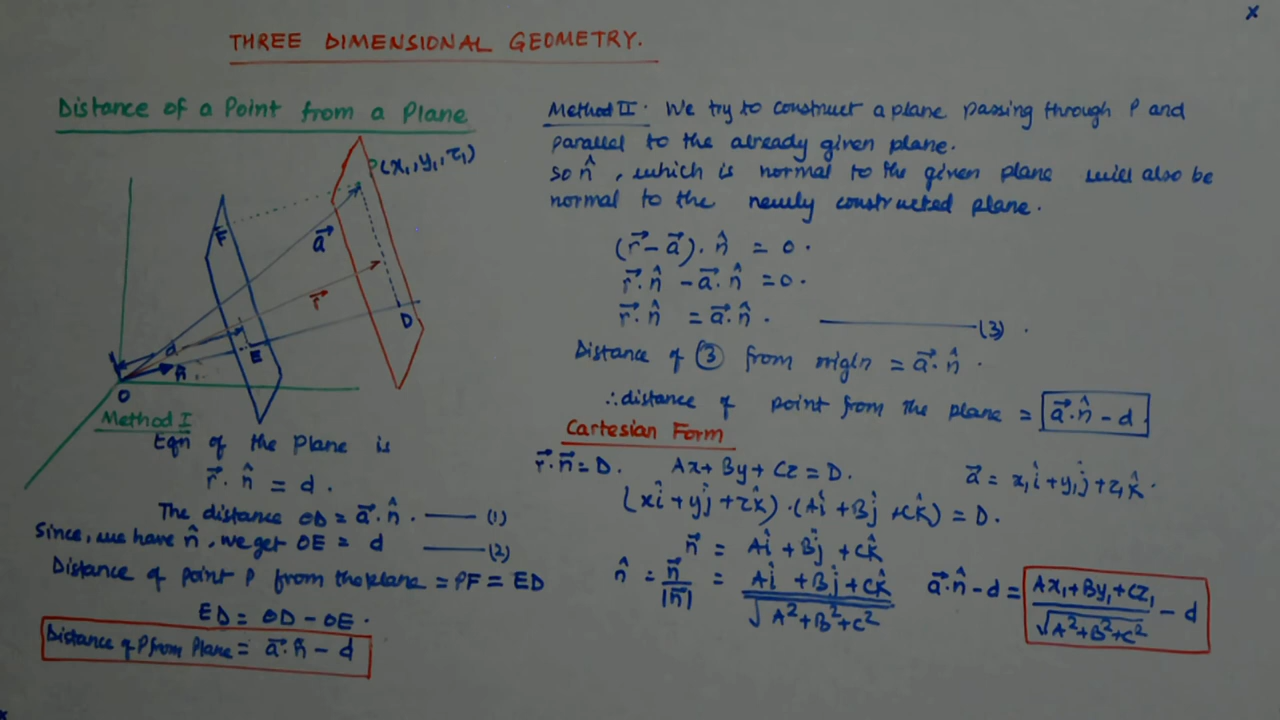 THREE DIMENSIONAL GEOMETRY.
Distance of a Point from a Plane
P(x₁,y₁,z₁)
F
a⃗
r⃗
D
d
E
n̂
O
Method I
Eqn of the Plane is
r⃗ . n̂ = d .
The distance OD = a⃗.n̂ . —— (1)
Since, we have n̂, we get OE = d —— (2)
Distance of point P from the plane = PF = ED
ED = OD - OE .
Distance of P from Plane = a⃗.n̂ - d
Method II . We try to construct a plane passing through P and
parallel to the already given plane.
so n̂ , which is normal to the given plane will also be
normal to the newly constructed plane.
(r⃗-a⃗). n̂ = 0 .
r⃗.n̂ - a⃗.n̂ = 0 .
r⃗.n̂ = a⃗.n̂ . —— (3) .
Distance of ③ from origin = a⃗.n̂ .
∴ distance of point from the plane = a⃗.n̂ - d .
Cartesian Form
r⃗.n⃗ = D. Ax + By + Cz = D. a⃗ = x₁î + y₁ĵ + z₁k̂ .
(xî + yĵ + zk̂) . (Aî + Bĵ + Ck̂) = D.
n⃗ = Aî + Bĵ + Ck̂
n̂ = n⃗/|n⃗| = Aî + Bĵ + Ck̂/√A²+B²+C² a⃗.n̂ - d = Ax₁+By₁+Cz₁/√A²+B²+C² - d
x
x